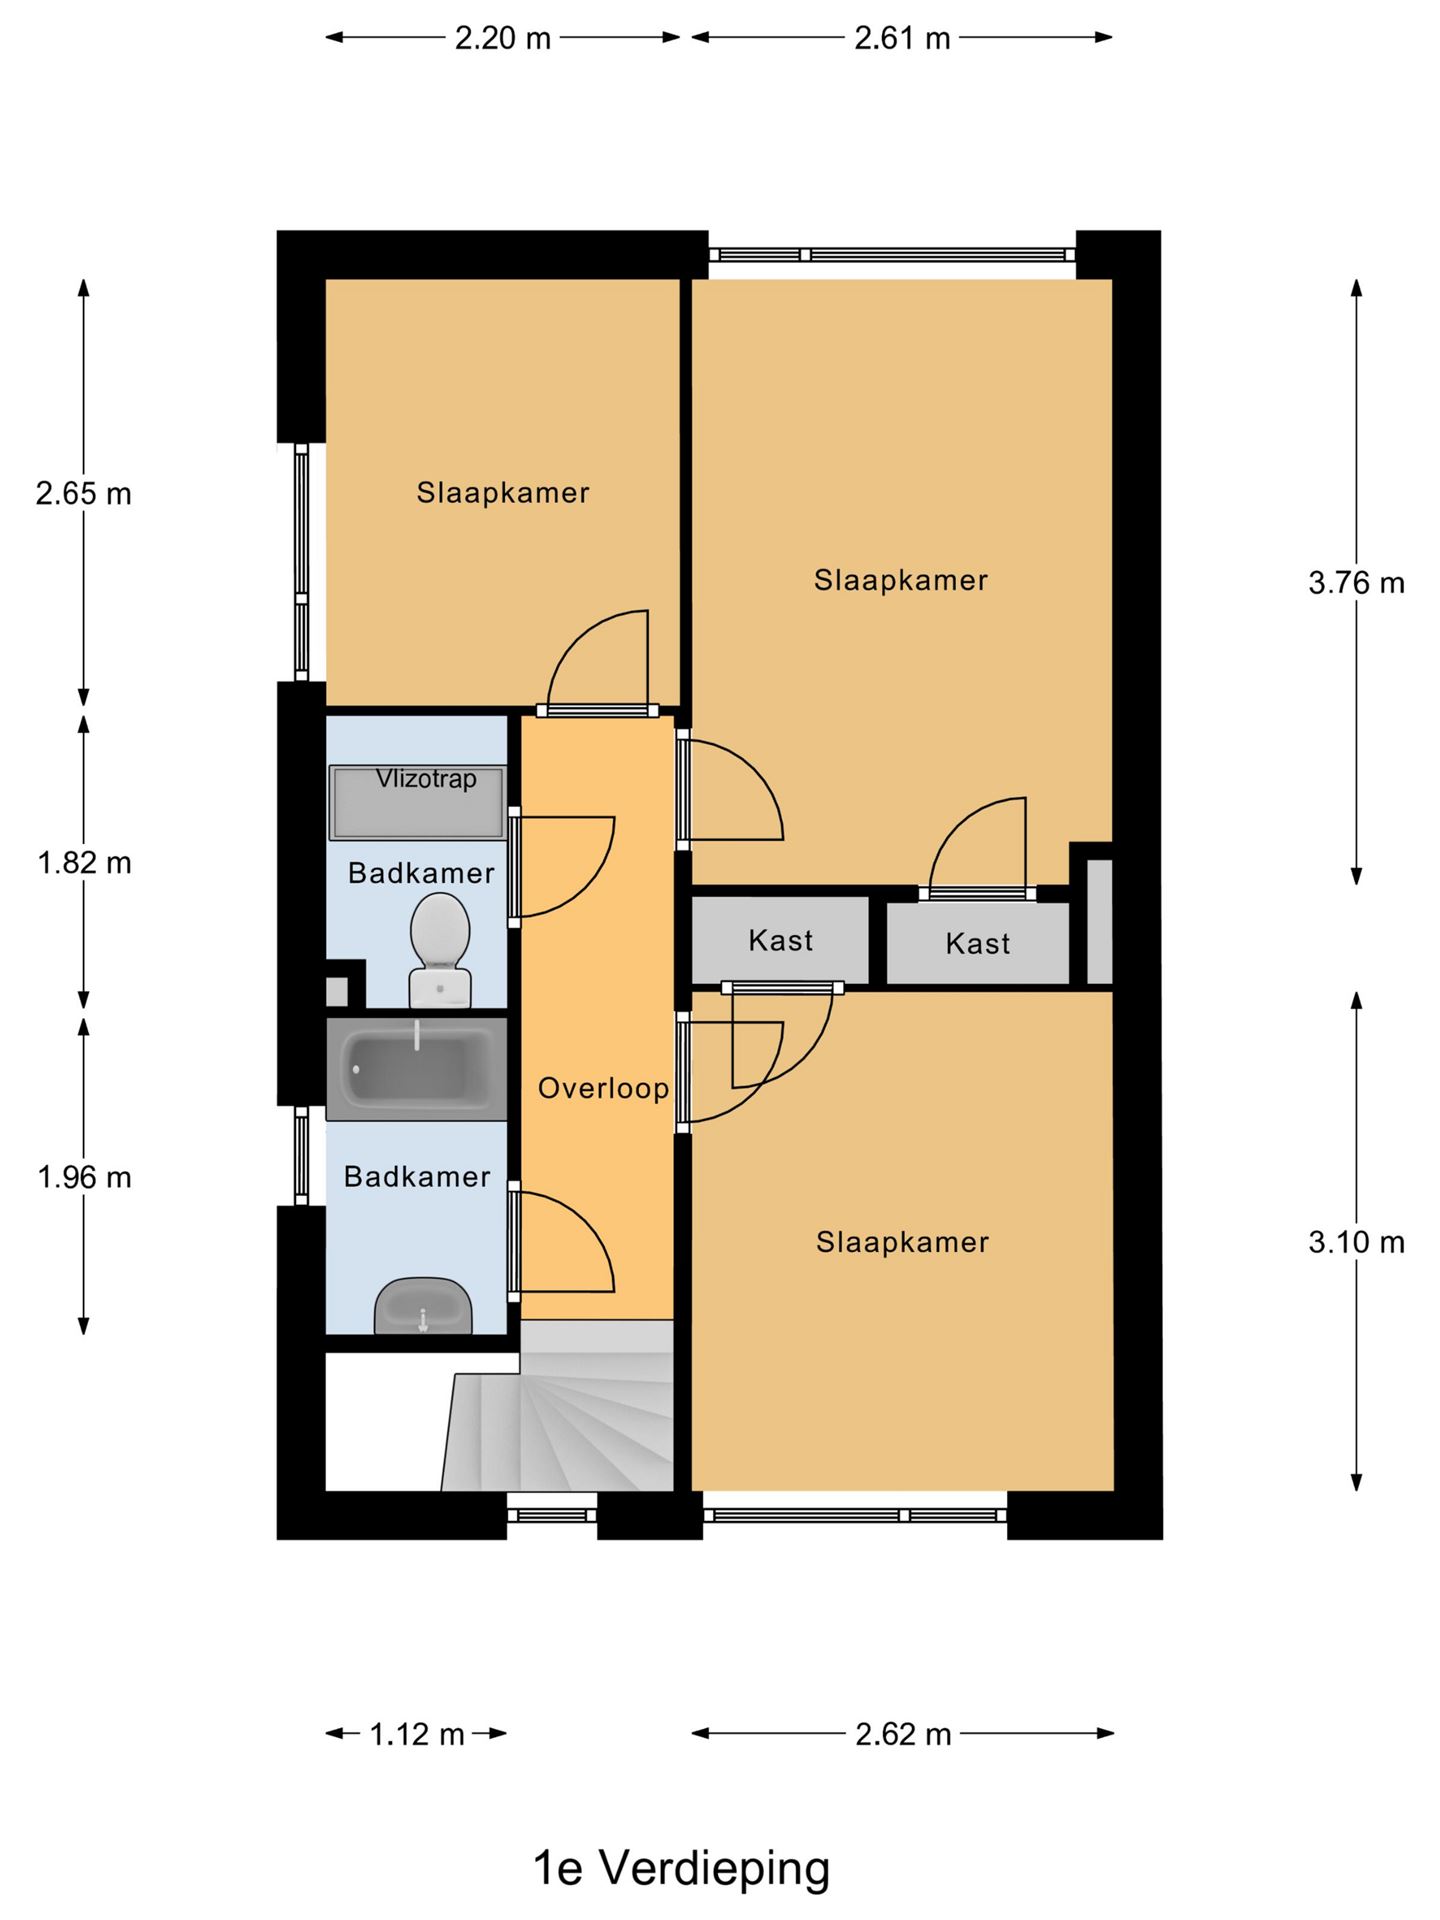 2.20 m
2.61 m
2.65 m
Slaapkamer
Slaapkamer
3.76 m
Vlizotrap
1.82 m
Badkamer
Kast
Kast
Overloop
1.96 m
Badkamer
Slaapkamer
3.10 m
1.12 m
2.62 m
1e Verdieping